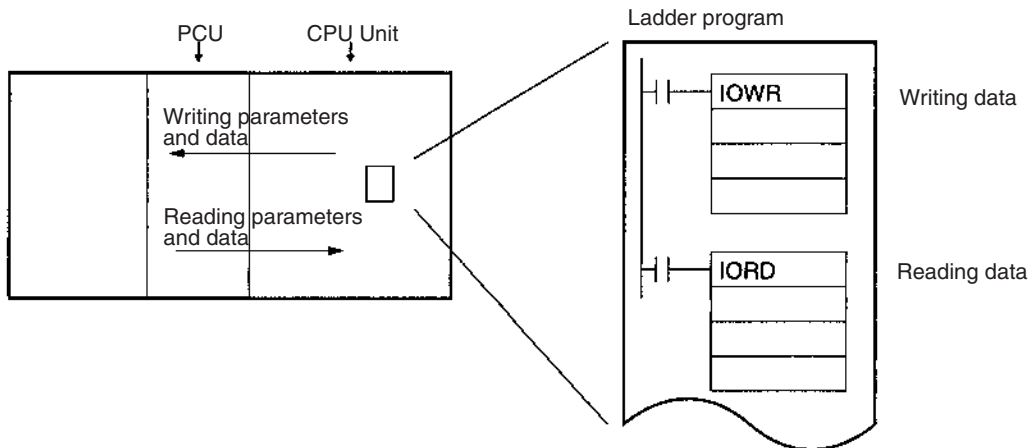 Ladder program
PCU
CPU Unit
Writing parameters
and data
Reading parameters
and data
IOWR
Writing data
IORD
Reading data